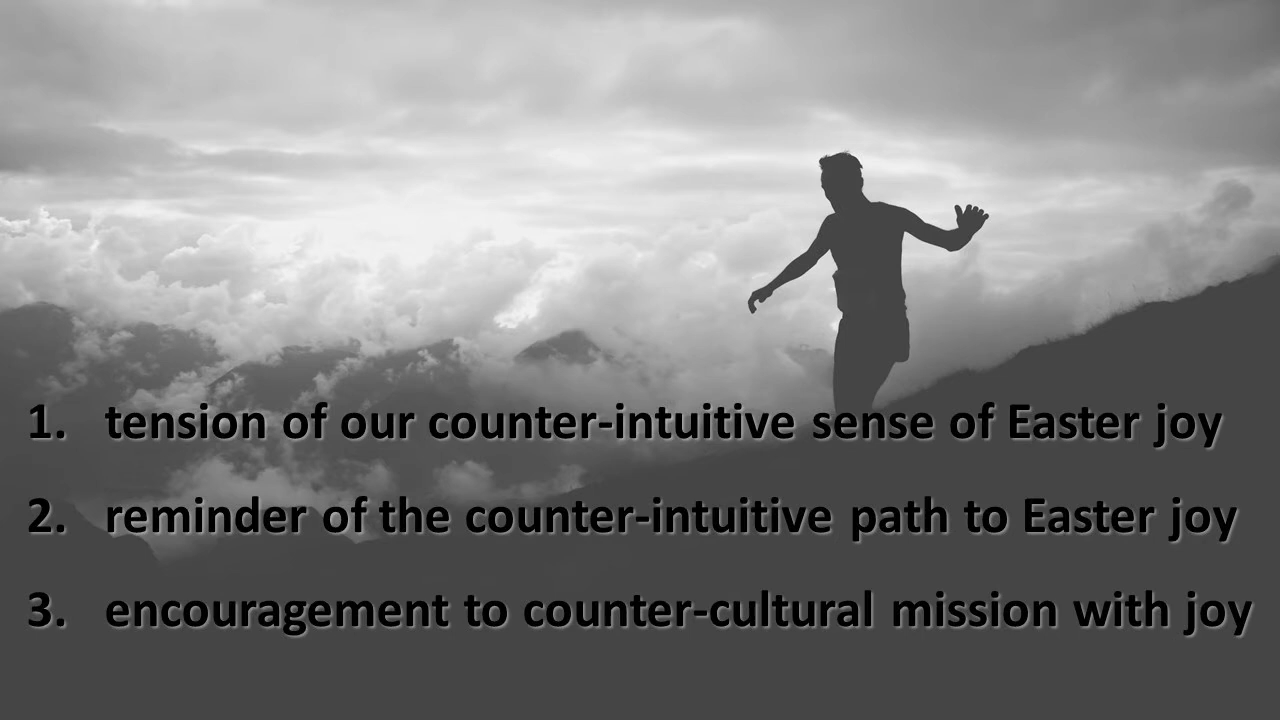 1. tension of our counter-intuitive sense of Easter joy
2. reminder of the counter-intuitive path to Easter joy
3. encouragement to counter-cultural mission with joy